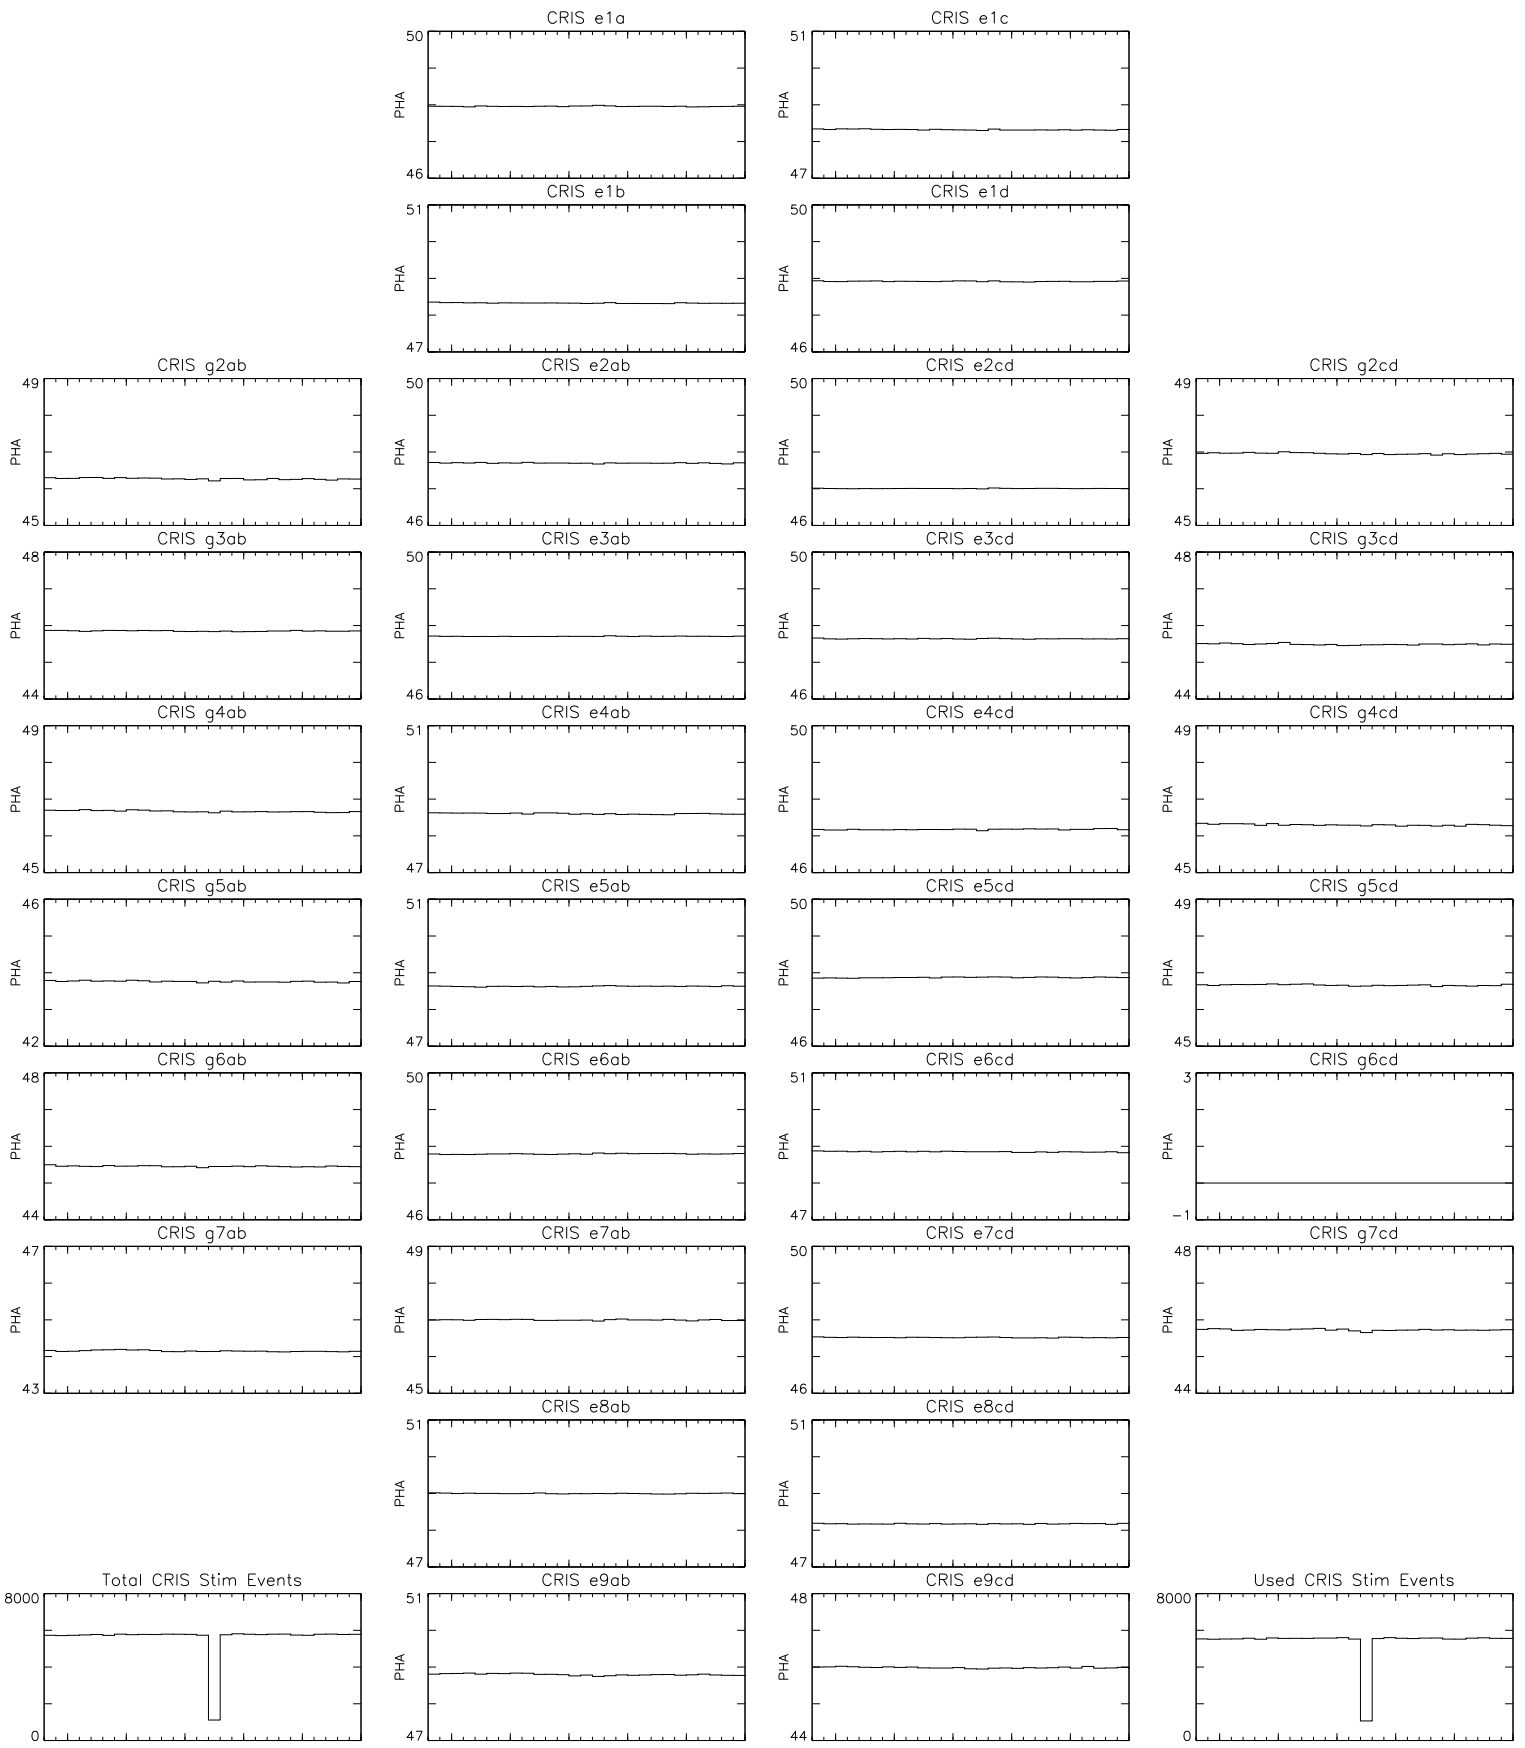 CRIS e1a
50
PHA
46
CRIS e1c
51
PHA
47
CRIS e1b
51
PHA
47
CRIS e1d
50
PHA
46
CRIS g2ab
49
PHA
45
CRIS e2ab
50
PHA
46
CRIS e2cd
50
PHA
46
CRIS g2cd
49
PHA
45
CRIS g3ab
48
PHA
44
CRIS e3ab
50
PHA
46
CRIS e3cd
50
PHA
46
CRIS g3cd
48
PHA
44
CRIS g4ab
49
PHA
45
CRIS e4ab
51
PHA
47
CRIS e4cd
50
PHA
46
CRIS g4cd
49
PHA
45
CRIS g5ab
46
PHA
42
CRIS e5ab
51
PHA
47
CRIS e5cd
50
PHA
46
CRIS g5cd
49
PHA
45
CRIS g6ab
48
PHA
44
CRIS e6ab
50
PHA
46
CRIS e6cd
51
PHA
47
CRIS g6cd
3
PHA
-1
CRIS g7ab
47
PHA
43
CRIS e7ab
49
PHA
45
CRIS e7cd
50
PHA
46
CRIS g7cd
48
PHA
44
CRIS e8ab
51
PHA
47
CRIS e8cd
51
PHA
47
Total CRIS Stim Events
8000
0
CRIS e9ab
51
PHA
47
CRIS e9cd
48
PHA
44
Used CRIS Stim Events
8000
0